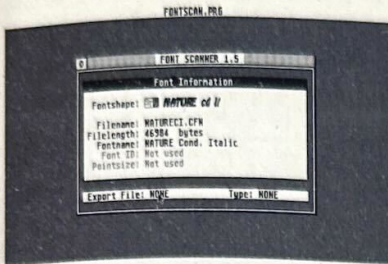 FONTSCAN.PRG
FONT SCANNER 1.5
Font Information
Fontshape: NATURE cd i/
Filename: NATURECI.CFN
Filelength: 46984 bytes
Fontname: NATURE Cond. Italic
Font ID: Not used
Pointsize: Not used
Export File: NONE Type: NONE